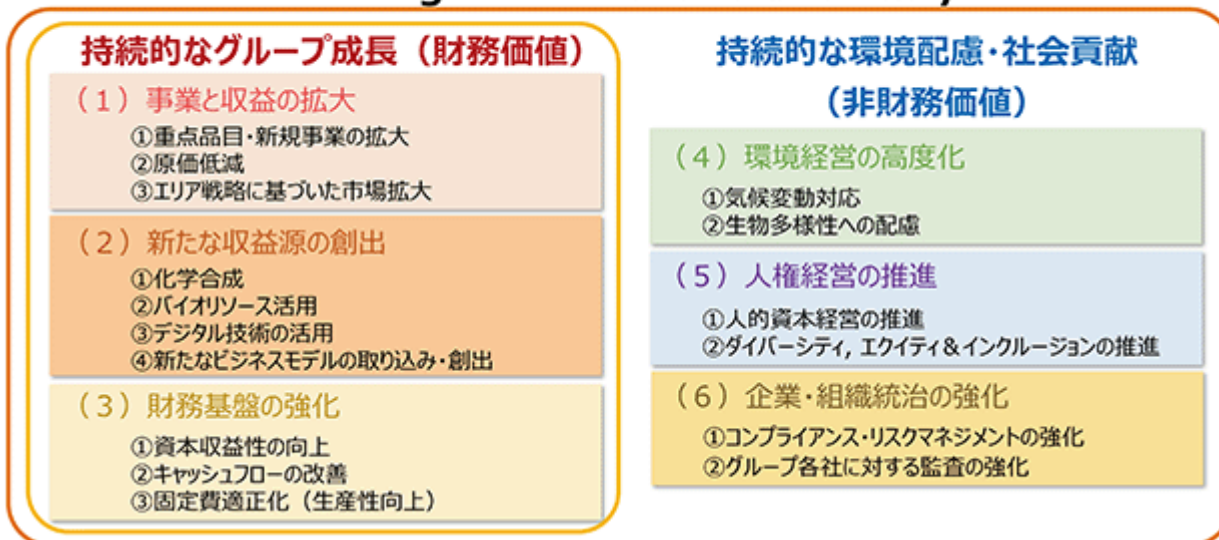 持続的なグループ成長（財務価値）
（１）事業と収益の拡大
①重点品目・新規事業の拡大
②原価低減
③エリア戦略に基づいた市場拡大
（２）新たな収益源の創出
①化学合成
②バイオリソース活用
③デジタル技術の活用
④新たなビジネスモデルの取り込み・創出
（３）財務基盤の強化
①資本収益性の向上
②キャッシュフローの改善
③固定費適正化（生産性向上）
持続的な環境配慮・社会貢献
（非財務価値）
（４）環境経営の高度化
①気候変動対応
②生物多様性への配慮
（５）人権経営の推進
①人的資本経営の推進
②ダイバーシティ, エクイティ＆インクルージョンの推進
（６）企業・組織統治の強化
①コンプライアンス・リスクマネジメントの強化
②グループ各社に対する監査の強化